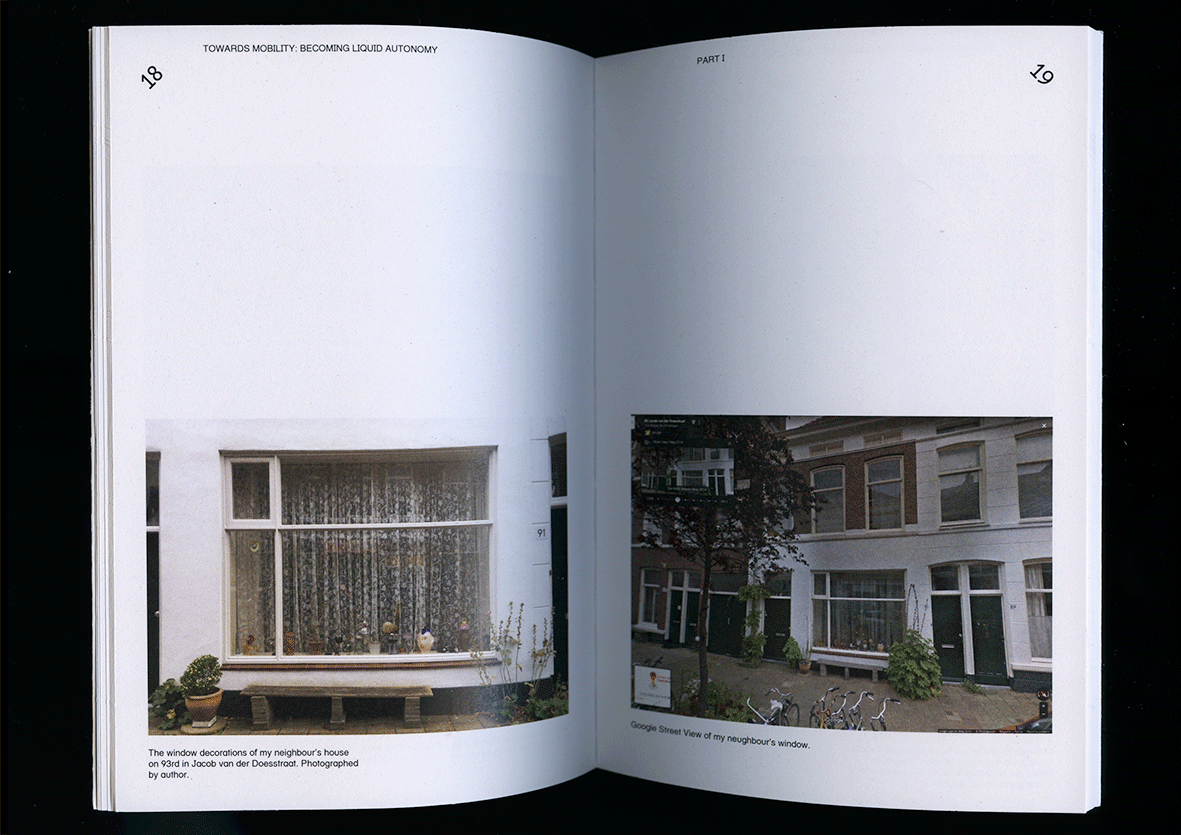 TOWARDS MOBILITY: BECOMING LIQUID AUTONOMY
18
91
The window decorations of my neighbour's house
on 93rd in Jacob van der Doesstraat. Photographed
by author.
PART I
19
Google Street View of my neughbour's window.